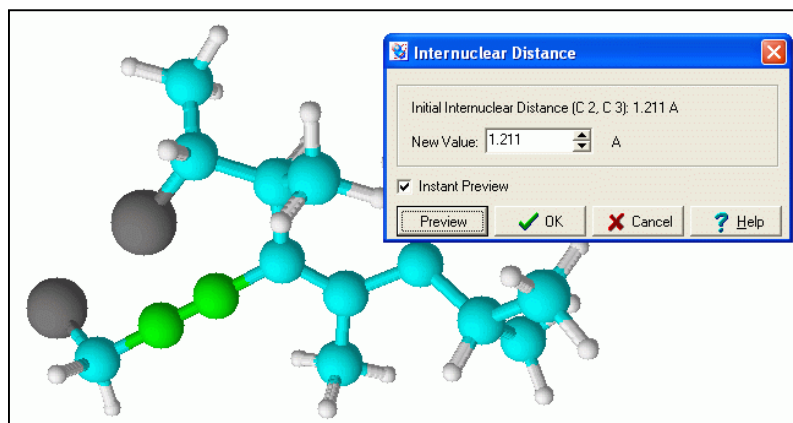 Internuclear Distance
Initial Internuclear Distance (C 2, C 3): 1.211 A
New Value: 1.211 A
Instant Preview
Preview OK Cancel ? Help